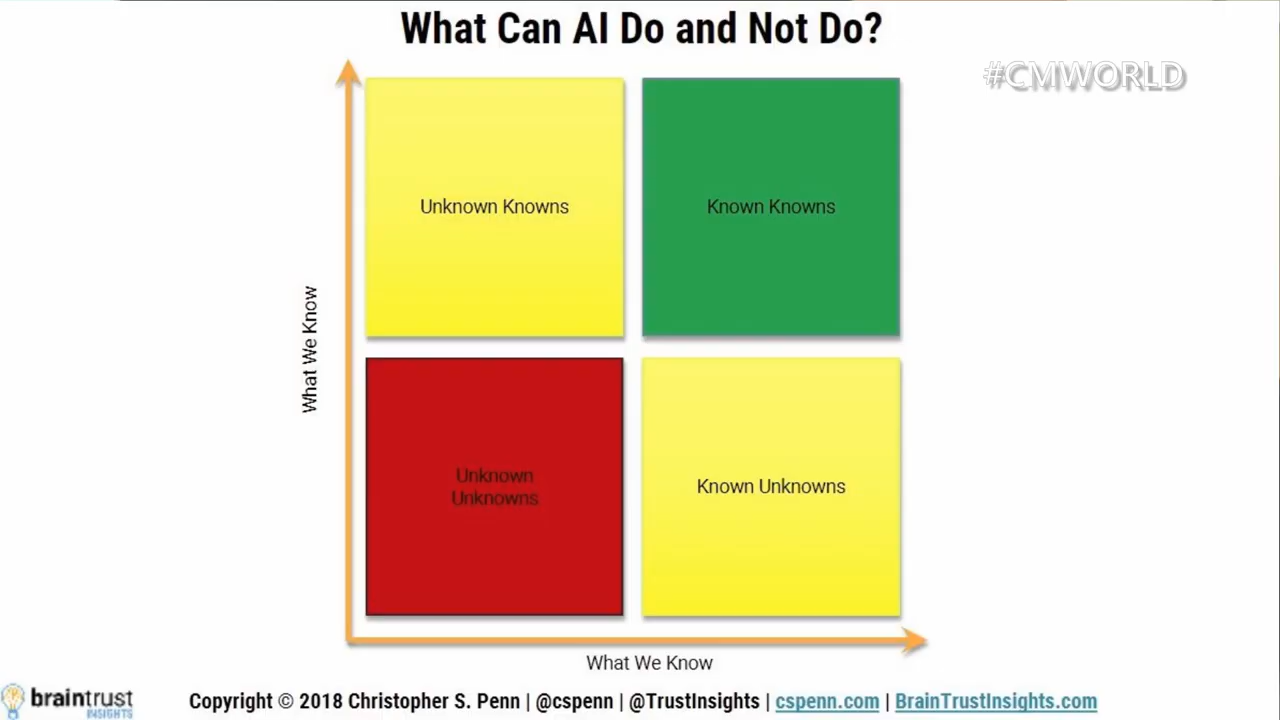 What Can AI Do and Not Do?
#CMWORLD
Unknown Knowns
Known Knowns
What We Know
Unknown
Unknowns
Known Unknowns
What We Know
braintrust
INSIGHTS
Copyright © 2018 Christopher S. Penn | @cspenn | @TrustInsights | cspenn.com | BrainTrustInsights.com